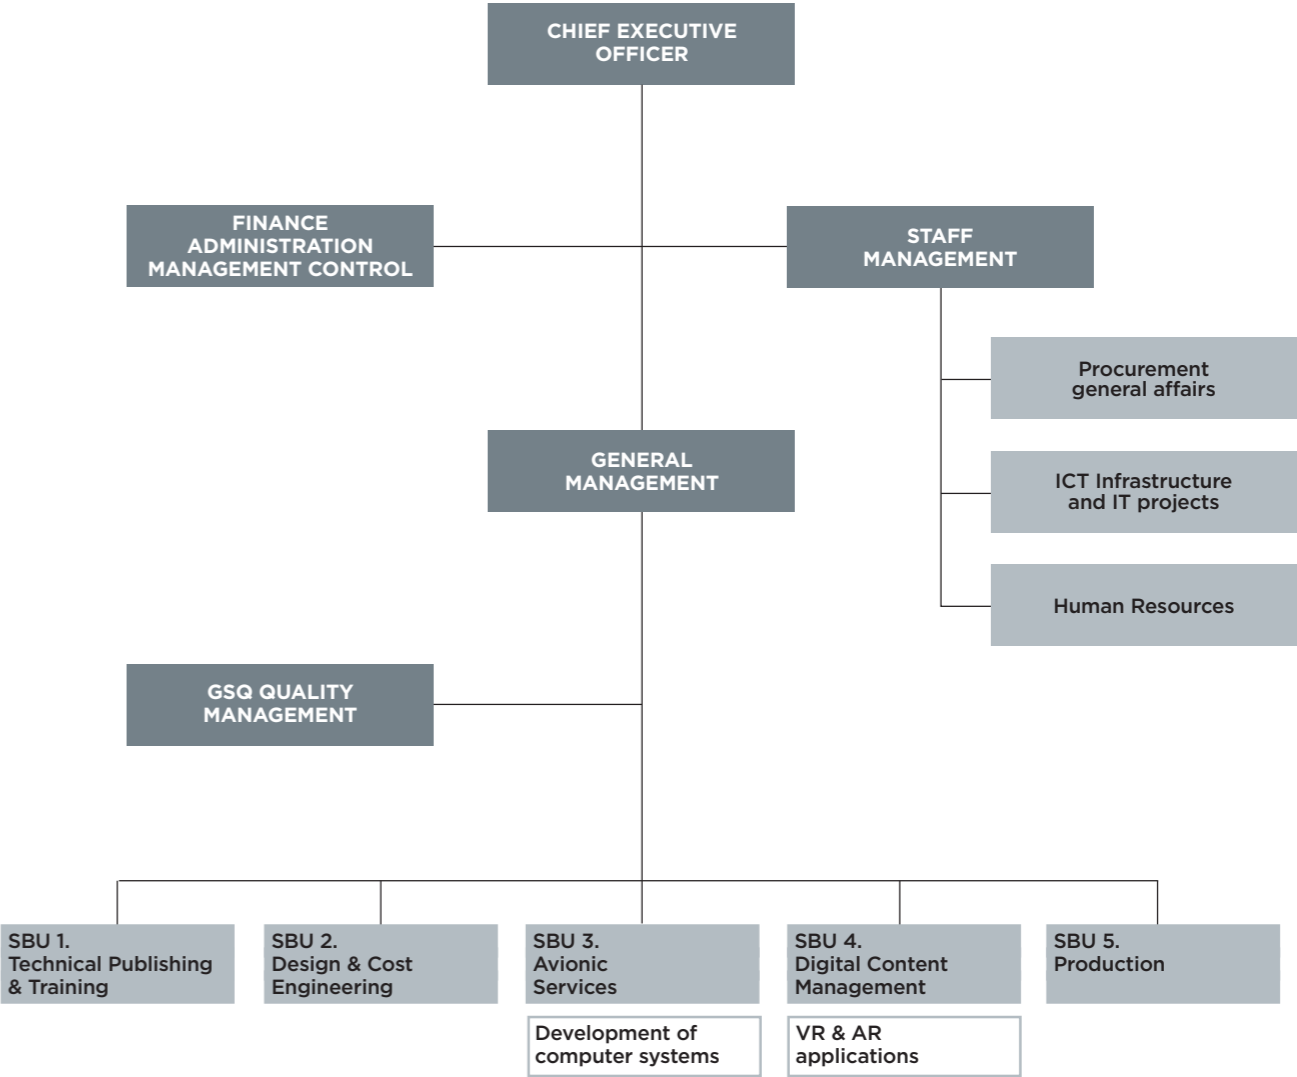 CHIEF EXECUTIVE
OFFICER
FINANCE
ADMINISTRATION
MANAGEMENT CONTROL
STAFF
MANAGEMENT
Procurement
general affairs
GENERAL
MANAGEMENT
ICT Infrastructure
and IT projects
Human Resources
GSQ QUALITY
MANAGEMENT
SBU 1.
Technical Publishing
& Training
SBU 2.
Design & Cost
Engineering
SBU 3.
Avionic
Services
Development of
computer systems
SBU 4.
Digital Content
Management
VR & AR
applications
SBU 5.
Production